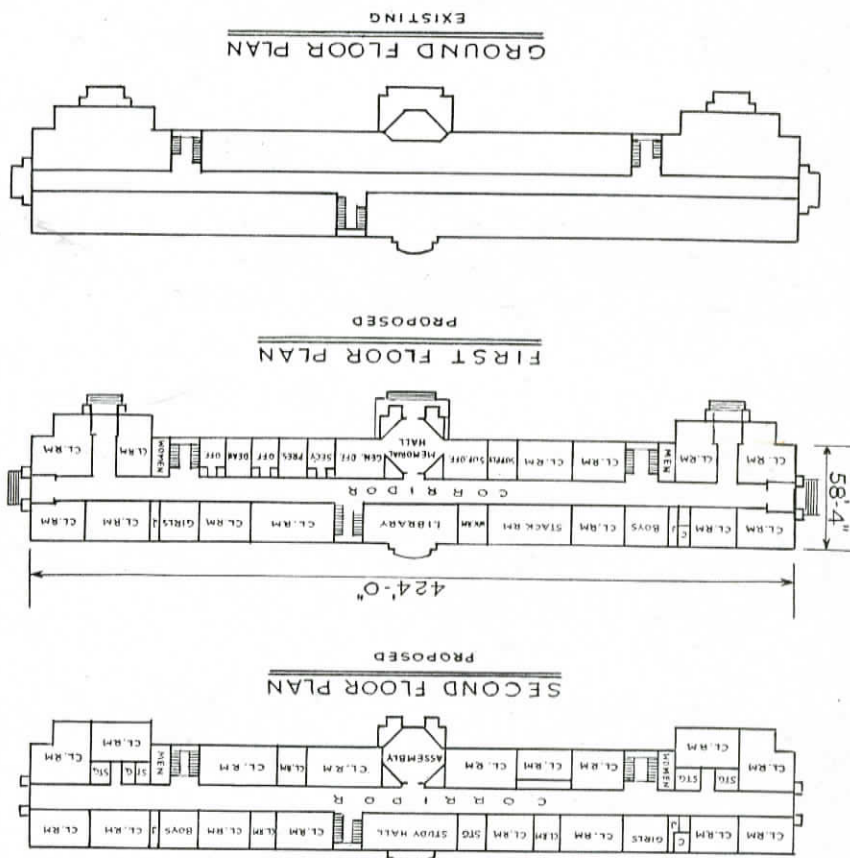 CL.RM CL.RM C J GIRLS CL.RM CL.RM CL.RM STG STUDY HALL CL.RM CL.RM CL.RM BOYS J CL.RM CL.RM
CORRIDOR
STG STG ST G. STG
CL.RM CL.RM WOMEN CL.RM CL.RM CL.RM ASSEMBLY CL.RM CL.RM CL.RM MEN CL.RM CL.RM
SECOND FLOOR PLAN
PROPOSED
424'-0"
58'-4"
CL.RM CL.RM C J BOYS CL.RM STACK RM WK.RM LIBRARY CL.RM CL.RM GIRLS J CL.RM CL.RM
CORRIDOR
CL.RM CL.RM MEN CL.RM CL.RM SUPPLY SUP.OFF. MEMORIAL
HALL
GEN. OFF. SECY PRES. OFF DEAN OFF WOMEN CL.RM CL.RM
FIRST FLOOR PLAN
PROPOSED
GROUND FLOOR PLAN
EXISTING